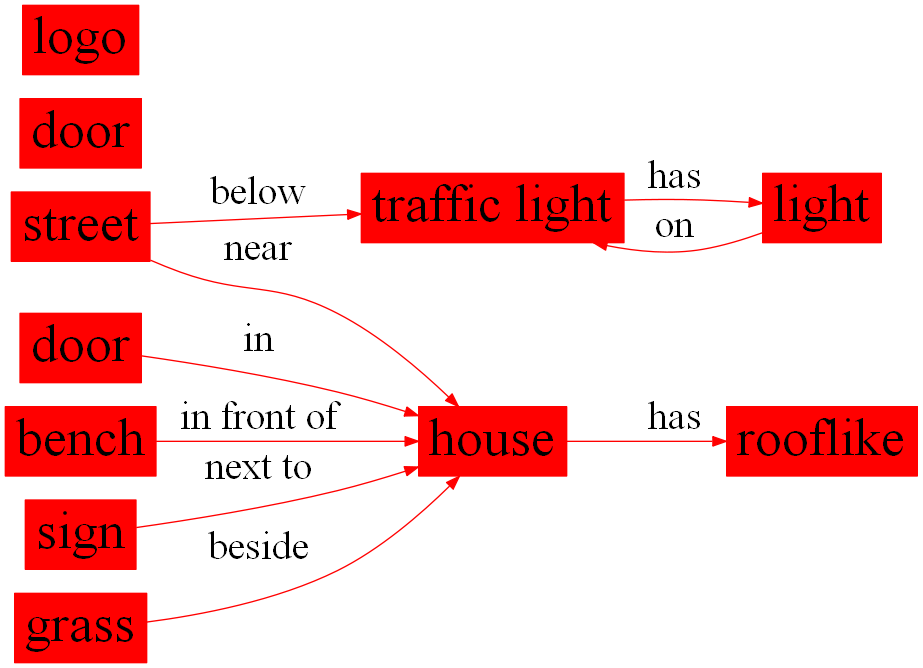 logo
door
street
below
traffic light
has
light
on
near
door
in
bench
in front of
house
has
rooflike
next to
sign
beside
grass